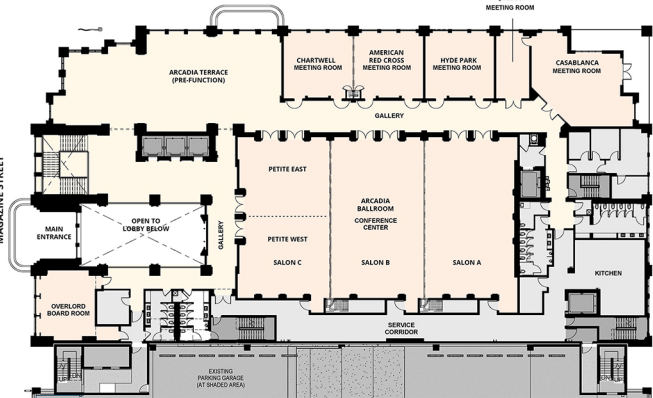 MEETING ROOM
CHARTWELL
MEETING ROOM
AMERICAN
RED CROSS
MEETING ROOM
HYDE PARK
MEETING ROOM
CASABLANCA
MEETING ROOM
ARCADIA TERRACE
(PRE-FUNCTION)
GALLERY
PETITE EAST
ARCADIA
BALLROOM
CONFERENCE
CENTER
MAGAZINE STREET
MAIN
ENTRANCE
OPEN TO
LOBBY BELOW
GALLERY
PETITE WEST
SALON C
SALON B
SALON A
KITCHEN
OVERLORD
BOARD ROOM
SERVICE
CORRIDOR
EXISTING
PARKING GARAGE
(AT SHADED AREA)